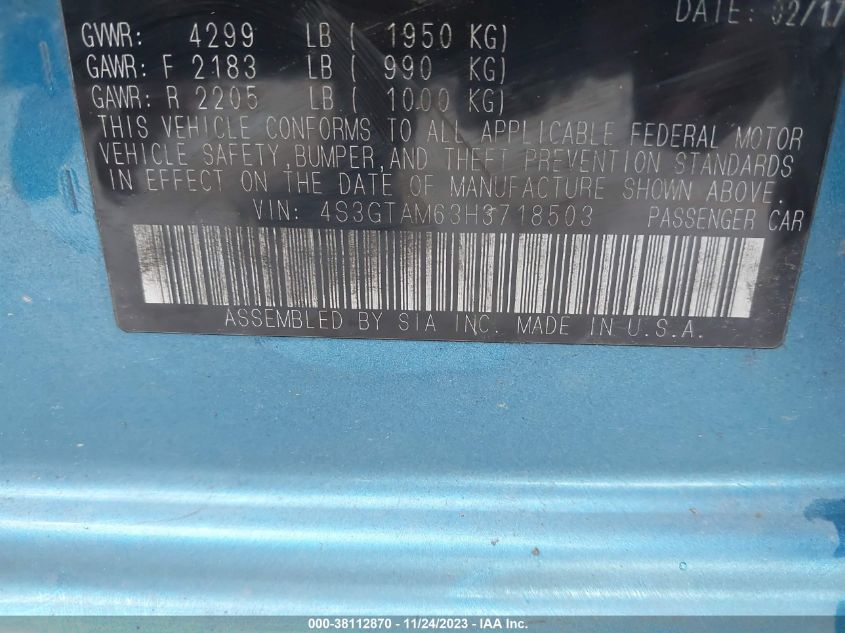 DATE: 02/17
GVWR: 4299 LB ( 1950 KG)
GAWR: F 2183 LB ( 990 KG)
GAWR: R 2205 LB ( 1000 KG)
THIS VEHICLE CONFORMS TO ALL APPLICABLE FEDERAL MOTOR
VEHICLE SAFETY, BUMPER, AND THEFT PREVENTION STANDARDS
IN EFFECT ON THE DATE OF MANUFACTURE SHOWN ABOVE.
VIN: 4S3GTAM63H3718503 PASSENGER CAR
ASSEMBLED BY SIA INC. MADE IN U.S.A.
000-38112870 - 11/24/2023 - IAA Inc.